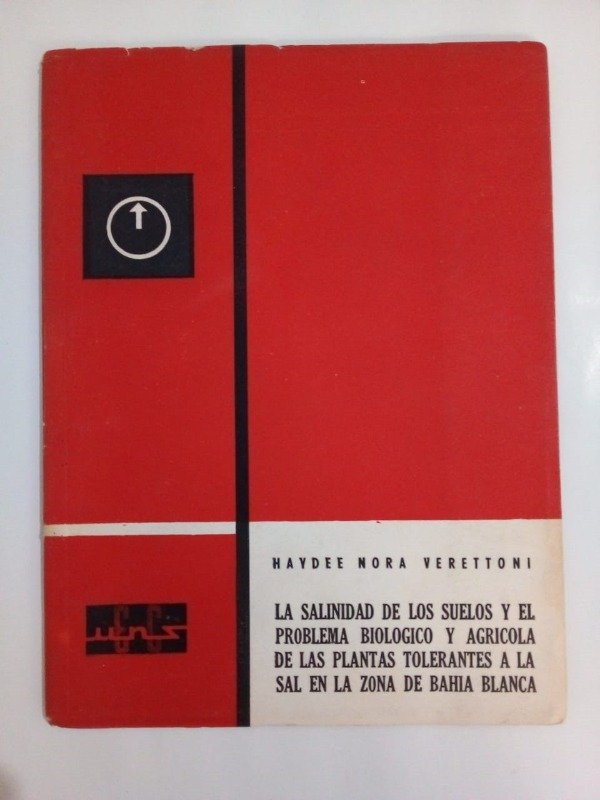 HAYDEE NORA VERETTONI
LA SALINIDAD DE LOS SUELOS Y EL
PROBLEMA BIOLOGICO Y AGRICOLA
DE LAS PLANTAS TOLERANTES A LA
SAL EN LA ZONA DE BAHIA BLANCA
uns